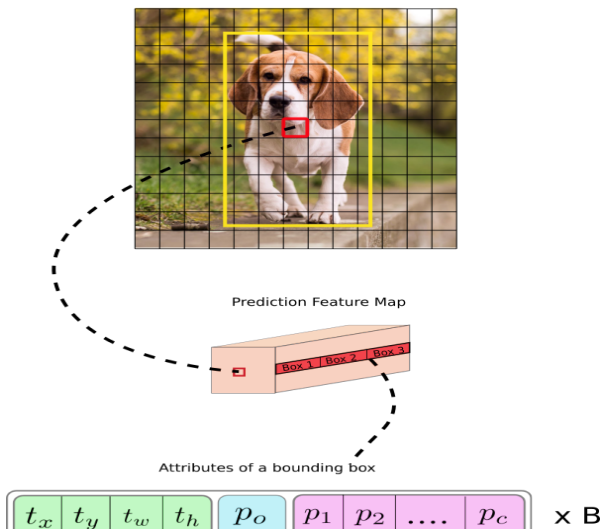 Prediction Feature Map
Box 1 Box 2 Box 3
Attributes of a bounding box
t_x t_y t_w t_h p_o p_1 p_2 .... p_c x B